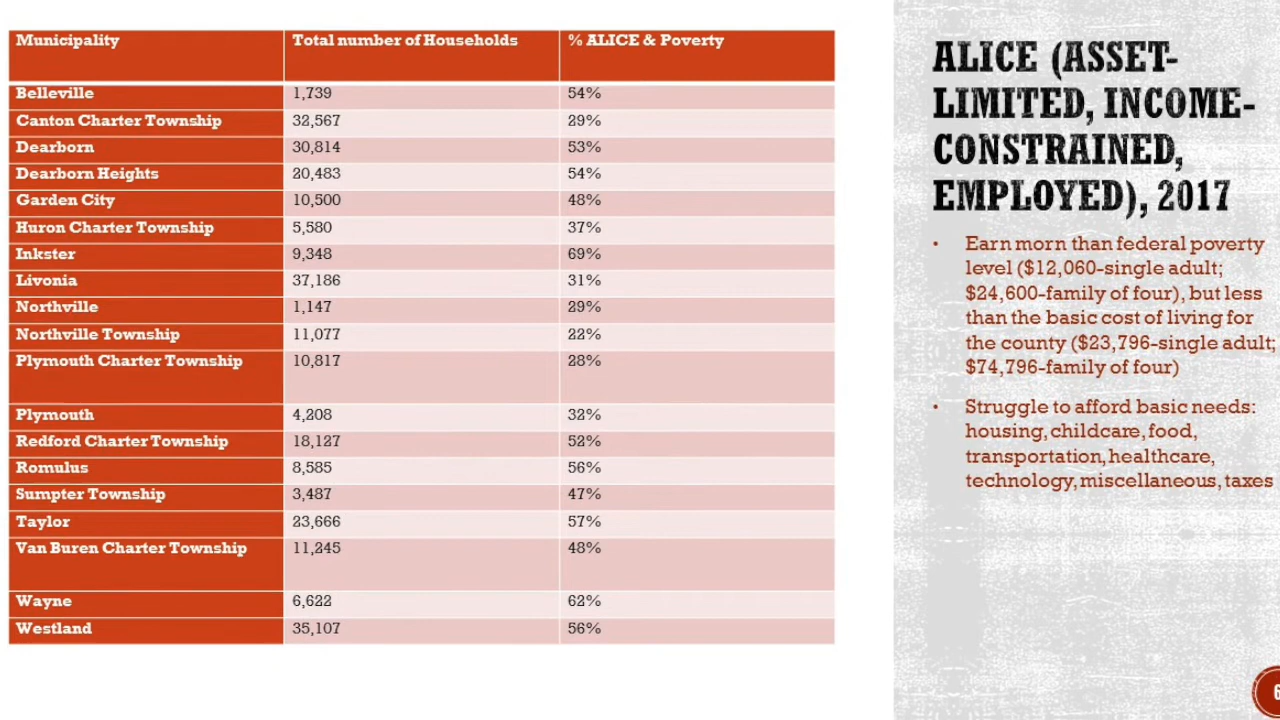 Municipality Total number of Households % ALICE & Poverty
Belleville 1,739 54%
Canton Charter Township 32,567 29%
Dearborn 30,814 53%
Dearborn Heights 20,483 54%
Garden City 10,500 48%
Huron Charter Township 5,580 37%
Inkster 9,348 69%
Livonia 37,186 31%
Northville 1,147 29%
Northville Township 11,077 22%
Plymouth Charter Township 10,817 28%
Plymouth 4,208 32%
Redford Charter Township 18,127 52%
Romulus 8,585 56%
Sumpter Township 3,487 47%
Taylor 23,666 57%
Van Buren Charter Township 11,245 48%
Wayne 6,622 62%
Westland 35,107 56%
ALICE (ASSET-
LIMITED, INCOME-
CONSTRAINED,
EMPLOYED), 2017
• Earn morn than federal poverty
level ($12,060-single adult;
$24,600-family of four), but less
than the basic cost of living for
the county ($23,796-single adult;
$74,796-family of four)
• Struggle to afford basic needs:
housing, childcare, food,
transportation, healthcare,
technology, miscellaneous, taxes
6